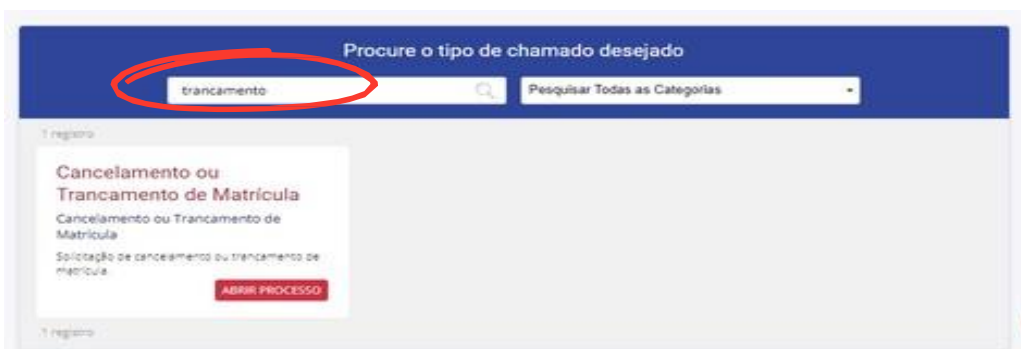 Procure o tipo de chamado desejado
trancamento
Pesquisar Todas as Categorias
1 registro
Cancelamento ou
Trancamento de Matrícula
Cancelamento ou Trancamento de
Matrícula
Solicitação de cancelamento ou trancamento de
matrícula.
ABRIR PROCESSO
1 registro